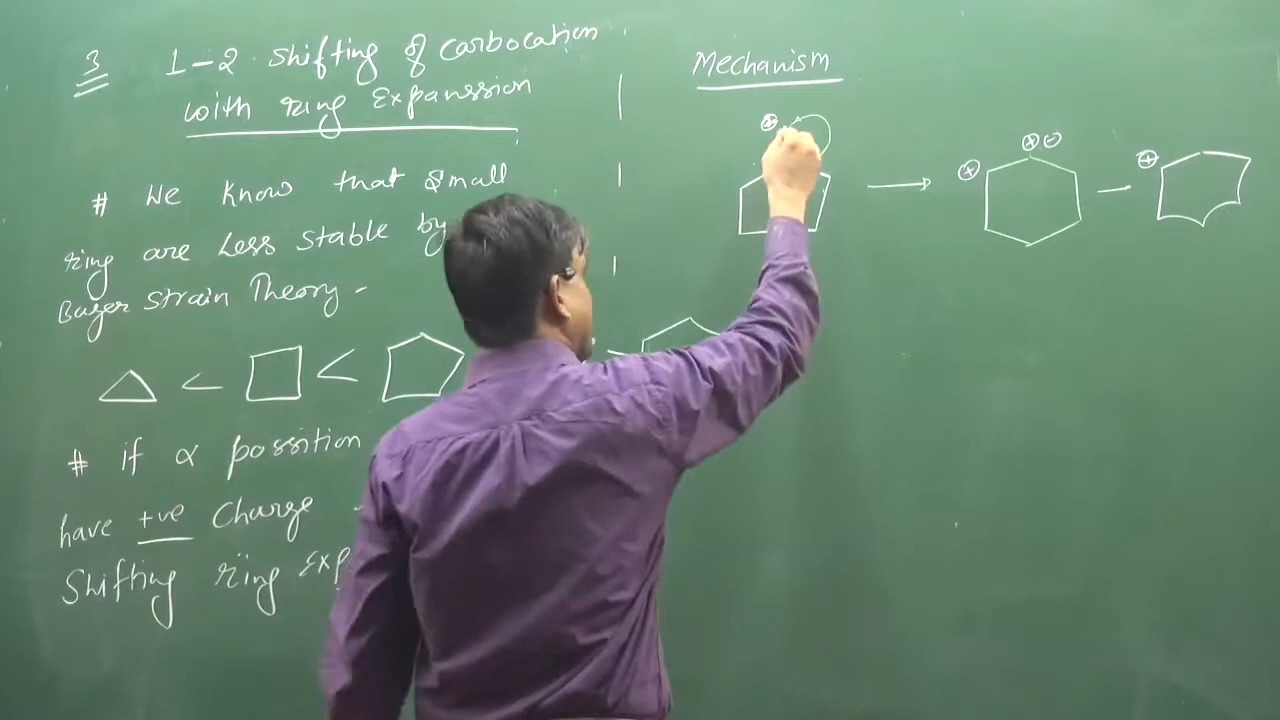 3 1-2 Shifting of Carbocation
with ring Expanssion
# We Know that Small
ring are Less Stable by
Bayer Strain Theory -
< <
# if α possition
have +ve Charge -
Shifting ring Exp
Mechanism
⊕
⊕ ⊕ ⊖
⊕